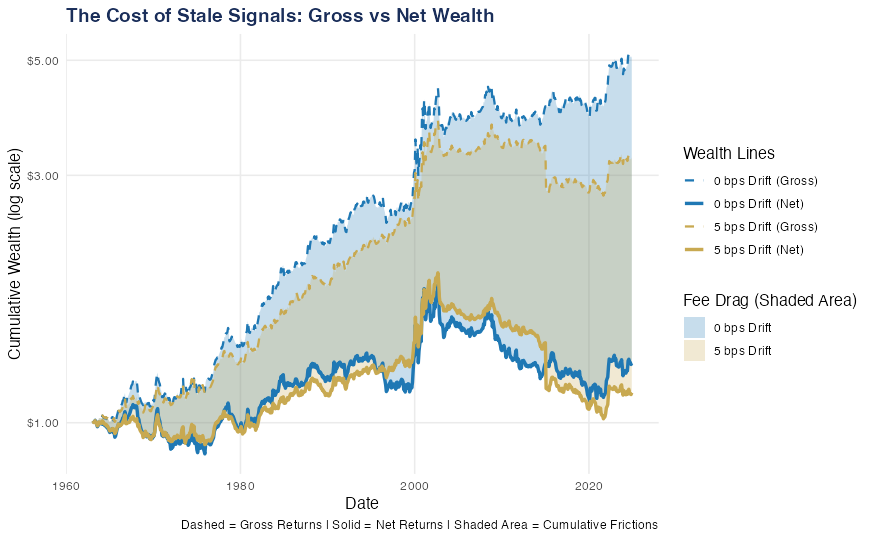 The Cost of Stale Signals: Gross vs Net Wealth
Cumulative Wealth (log scale)
$5.00
$3.00
$1.00
1960
1980
2000
2020
Date
Wealth Lines
0 bps Drift (Gross)
0 bps Drift (Net)
5 bps Drift (Gross)
5 bps Drift (Net)
Fee Drag (Shaded Area)
0 bps Drift
5 bps Drift
Dashed = Gross Returns | Solid = Net Returns | Shaded Area = Cumulative Frictions